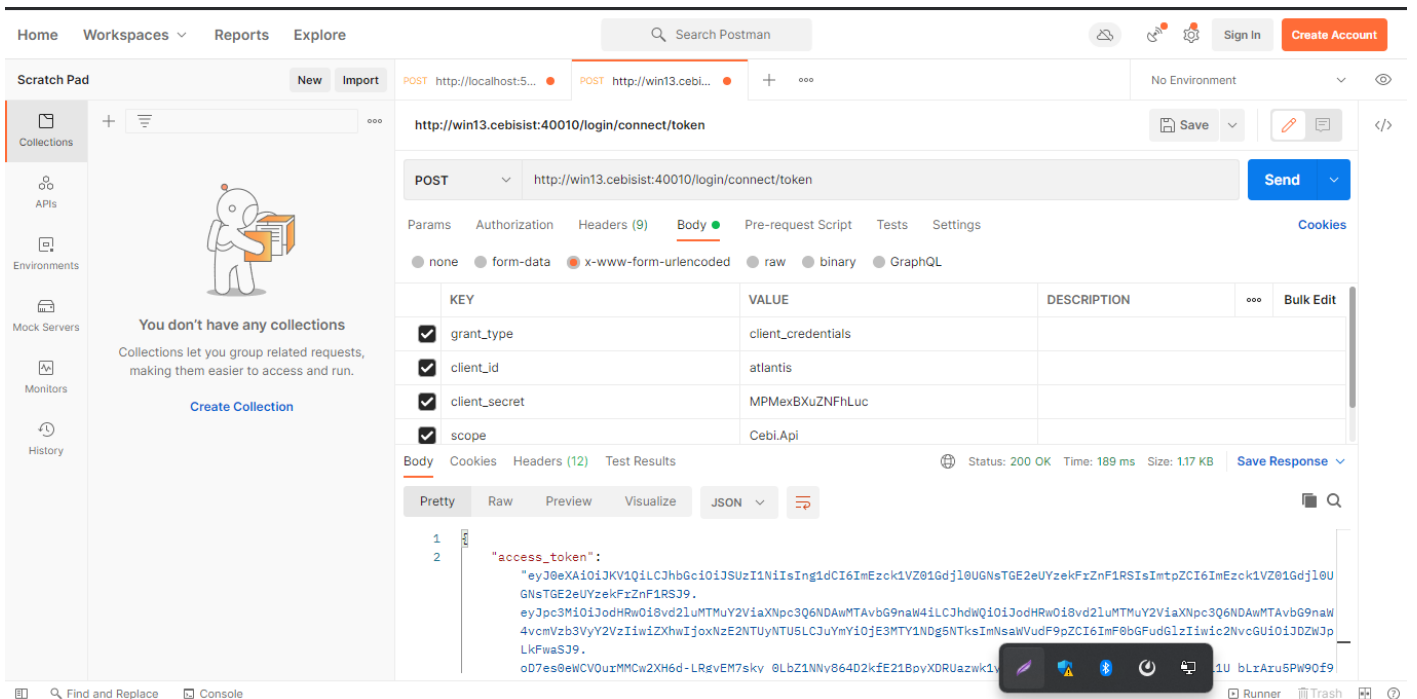 Home Workspaces Reports Explore Search Postman Sign In Create Account
Scratch Pad New Import POST http://localhost:5... POST http://win13.cebi... No Environment
Collections
APIs
Environments
Mock Servers
Monitors
History
You don't have any collections
Collections let you group related requests,
making them easier to access and run.
Create Collection
http://win13.cebisist:40010/login/connect/token Save
POST http://win13.cebisist:40010/login/connect/token Send
Params Authorization Headers (9) Body Pre-request Script Tests Settings Cookies
none form-data x-www-form-urlencoded raw binary GraphQL
KEY VALUE DESCRIPTION Bulk Edit
grant_type client_credentials
client_id atlantis
client_secret MPMexBXuZNFhLuc
scope Cebi.Api
Body Cookies Headers (12) Test Results Status: 200 OK Time: 189 ms Size: 1.17 KB Save Response
Pretty Raw Preview Visualize JSON
1 {
2 "access_token":
"eyJ0eXAiOiJKV1QiLCJhbGciOiJSUzI1NiIsIng1dCI6ImEzck1VZ01Gdjl0UGNsTGE2eUYzekFrZnF1RSIsImtpZCI6ImEzck1VZ01Gdjl0U
GNsTGE2eUYzekFrZnF1RSJ9.
eyJpc3MiOiJodHRwOi8vd2luMTMuY2ViaXNpc3Q6NDAwMTAvbG9naW4iLCJhdWQiOiJodHRwOi8vd2luMTMuY2ViaXNpc3Q6NDAwMTAvbG9naW
4vcmVzb3VyY2VzIiwiZXhwIjoxNzE2NTUyNTU5LCJuYmYiOjE3MTY1NDg5NTksImNsaWVudF9pZCI6ImF0bGFudGlzIiwic2NvcGUiOiJDZWJp
LkFwaSJ9.
Find and Replace Console Runner Trash